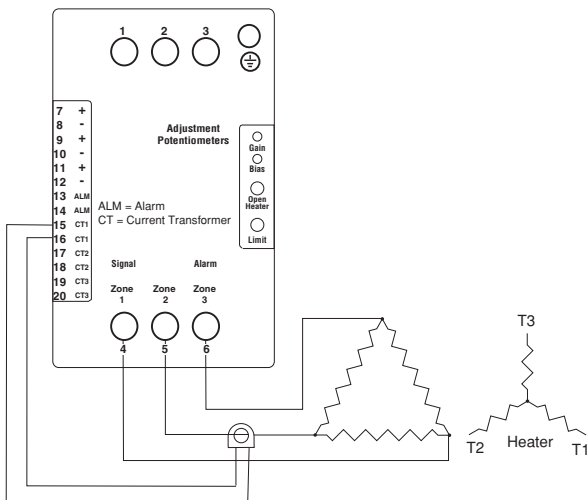 1 2 3
7 +
8 -
9 +
10 -
11 +
12 -
13 ALM
14 ALM
15 CT1
16 CT1
17 CT2
18 CT2
19 CT3
20 CT3
Adjustment
Potentiometers
Gain
Bias
Open
Heater
Limit
ALM = Alarm
CT = Current Transformer
Signal Alarm
Zone Zone Zone
1 2 3
4 5 6
T3
T2 Heater T1